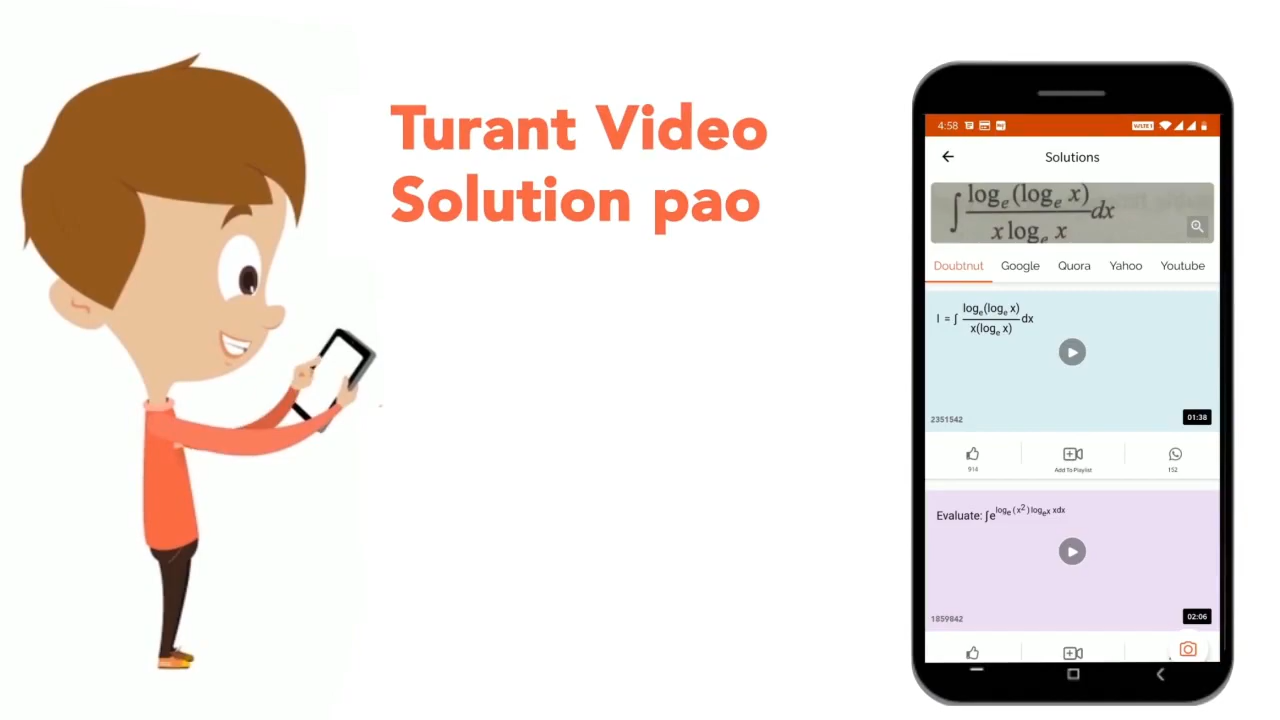 Turant Video
Solution pao
4:58
VoLTE1
Solutions
∫ logₑ(logₑ x) / x logₑ x dx
Doubtnut Google Quora Yahoo Youtube
I = ∫ logₑ(logₑ x) / x(logₑ x) dx
2351542 01:38
914 Add To Playlist 152
Evaluate: ∫e^logₑ(x²)logₑx xdx
1859842 02:06